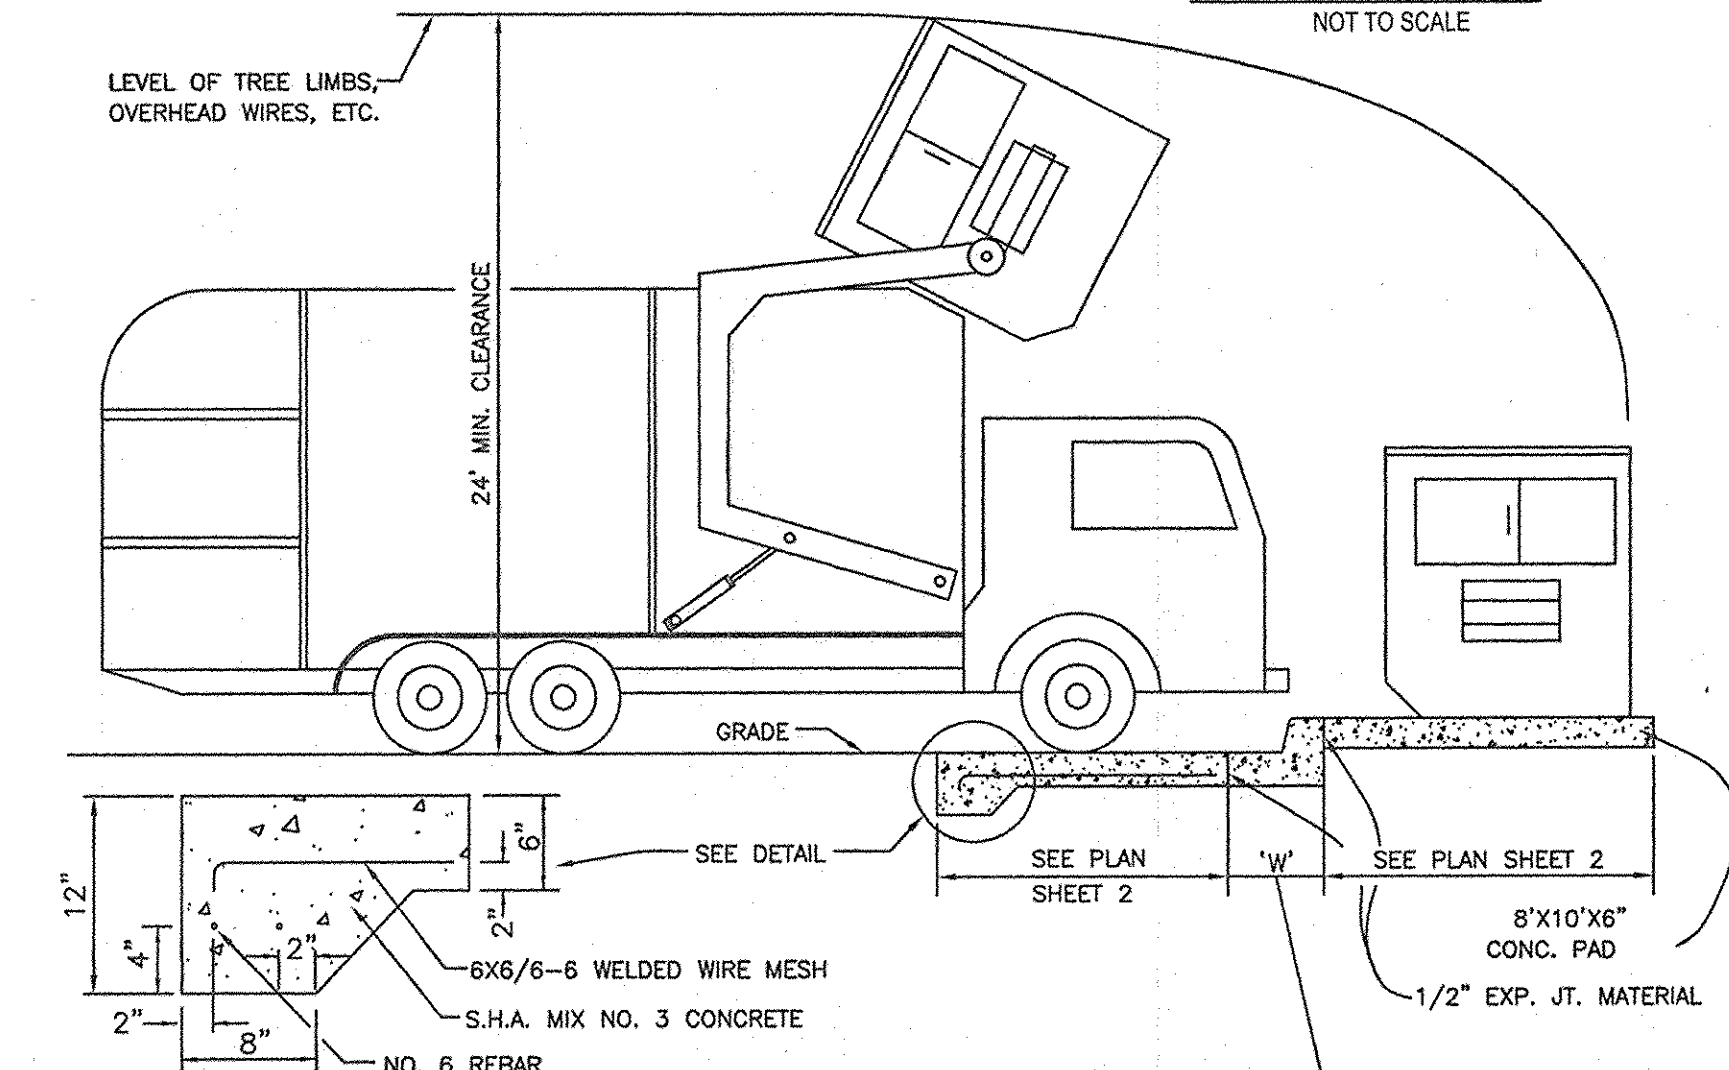 NOT TO SCALE
LEVEL OF TREE LIMBS,
OVERHEAD WIRES, ETC.
24' MIN. CLEARANCE
GRADE
SEE DETAIL
SEE PLAN
SHEET 2
'W'
SEE PLAN SHEET 2
8'X10'X6"
CONC. PAD
1/2" EXP. JT. MATERIAL
12"
6"
2"
4"
2"
2"
8"
6X6/6-6 WELDED WIRE MESH
S.H.A. MIX NO. 3 CONCRETE
NO. 6 REBAR